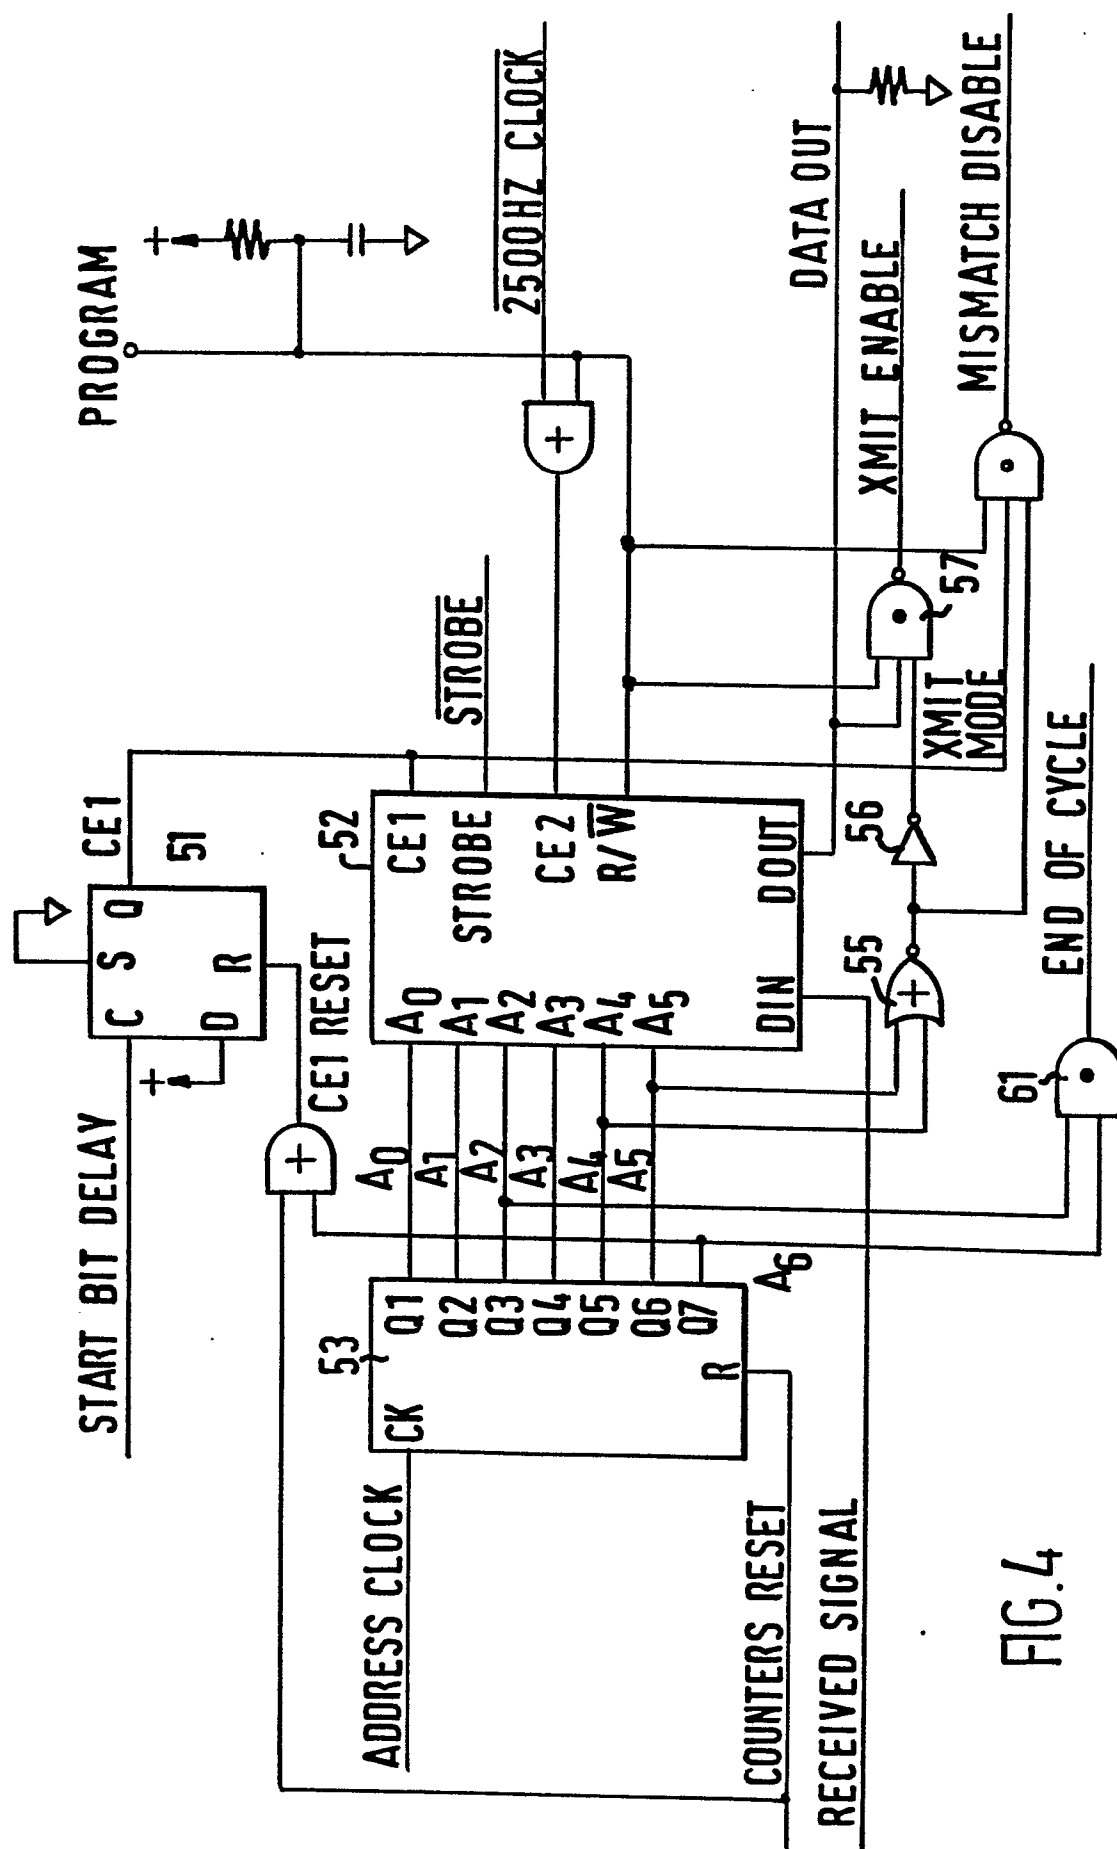 START BIT DELAY
C
S
Q
D
R
CE1
51
PROGRAM
+
+
CE1 RESET
+
53
CK
Q1
Q2
Q3
Q4
Q5
Q6
Q7
R
A0
A1
A2
A3
A4
A5
A6
52
A0
A1
A2
A3
A4
A5
DIN
CE1
STROBE
CE2
R/W
DOUT
STROBE
+
2500HZ CLOCK
ADDRESS CLOCK
COUNTERS RESET
RECEIVED SIGNAL
DATA OUT
55
+
56
57
XMIT ENABLE
XMIT
MODE
MISMATCH DISABLE
61
END OF CYCLE
FIG.4